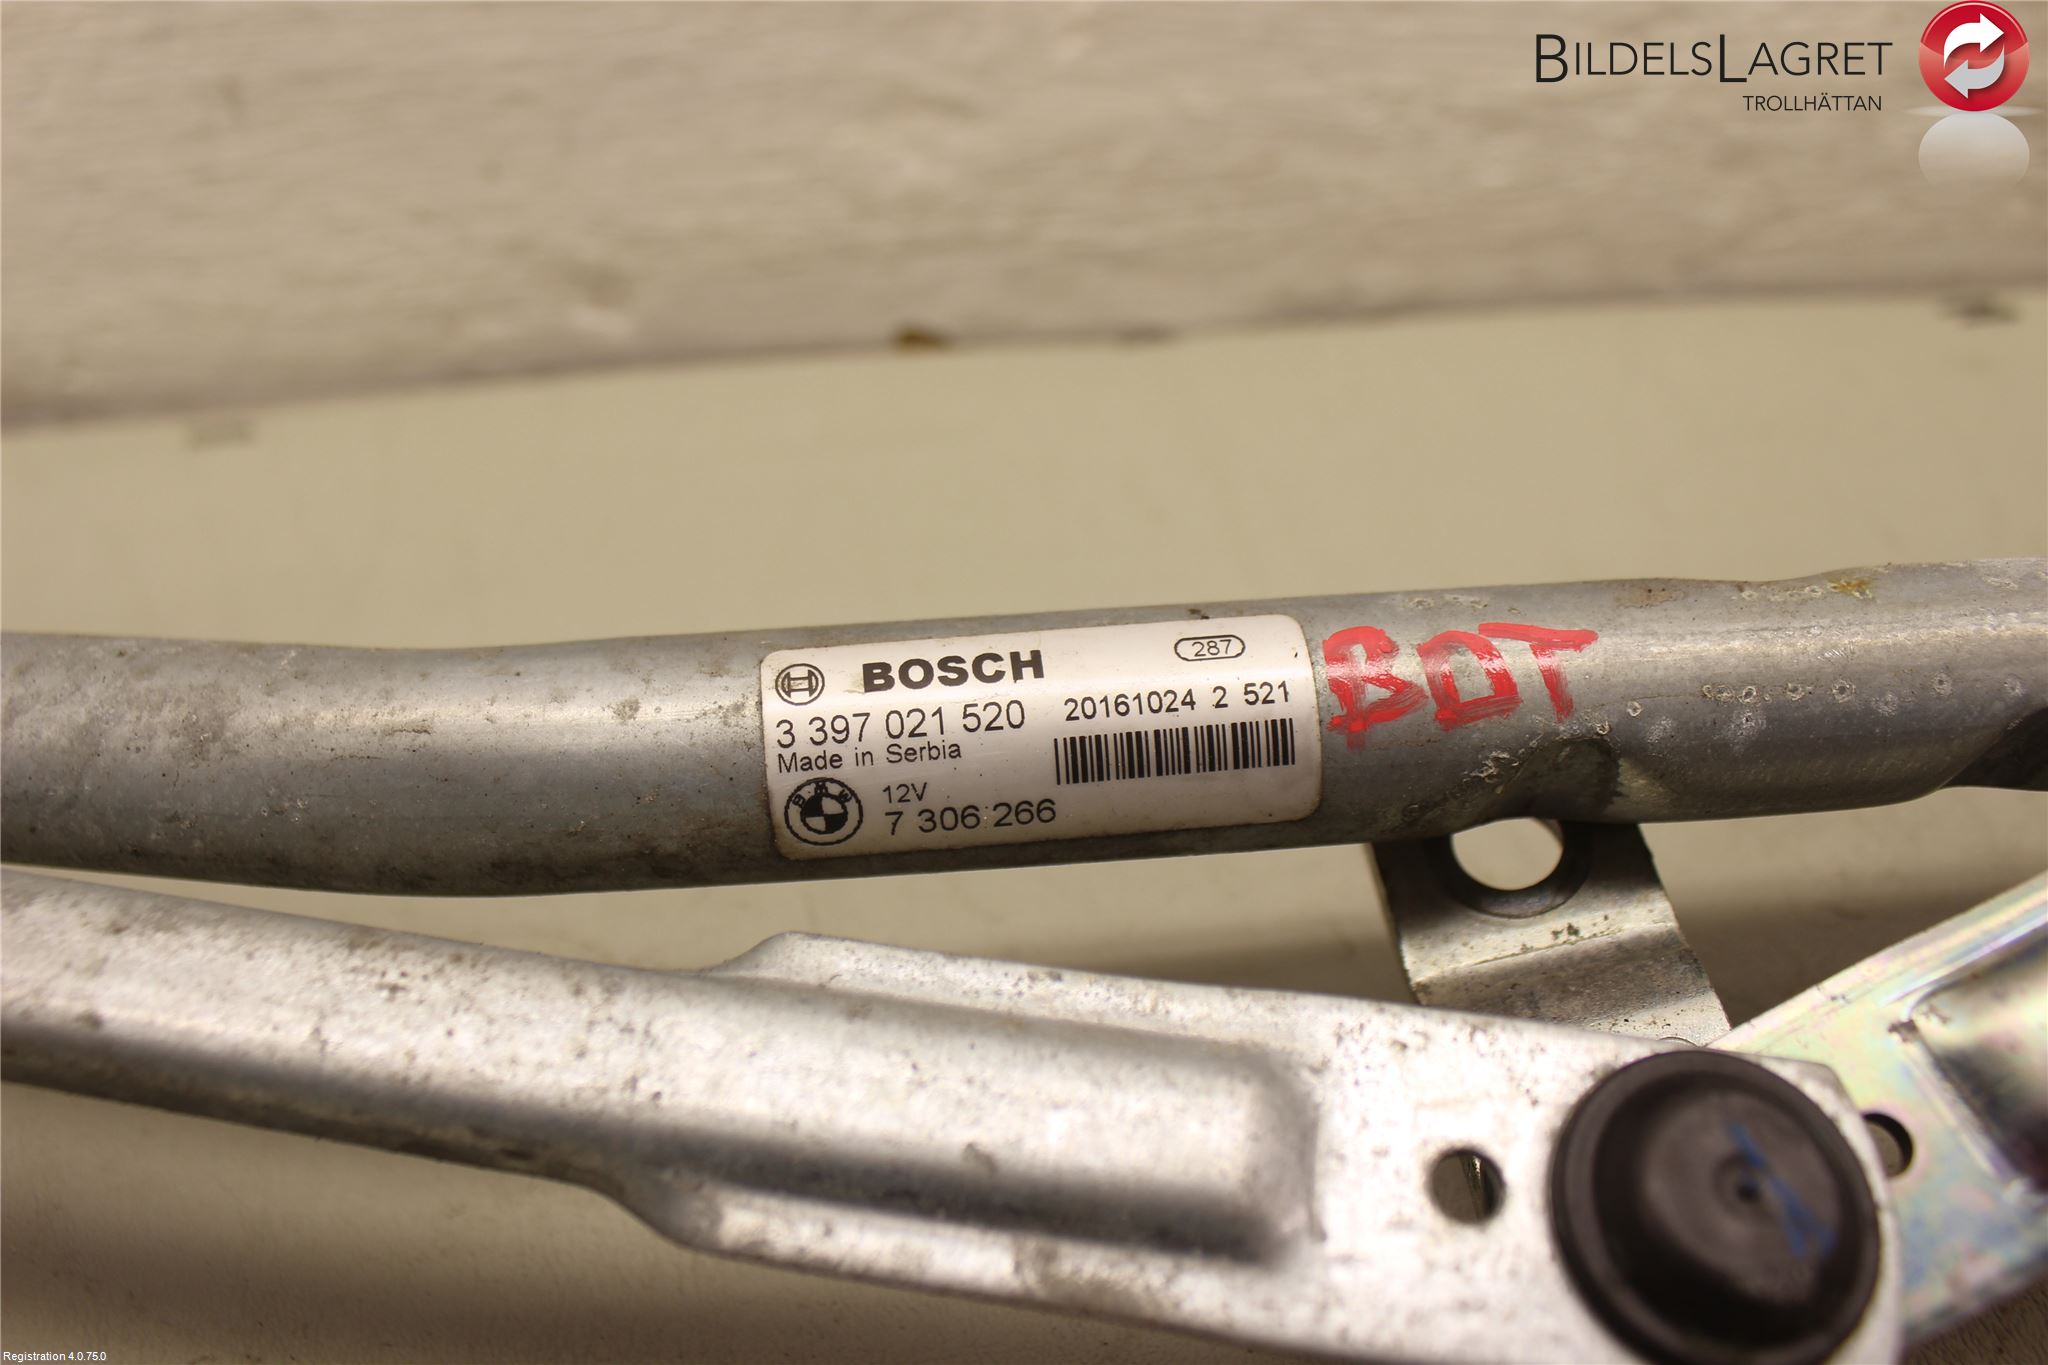 BILDELSLAGRET
TROLLHÄTTAN
BOSCH
287
3 397 021 520
20161024 2 521
Made in Serbia
BMW
12V
7 306 266
BDT
Registration 4.0.75.0